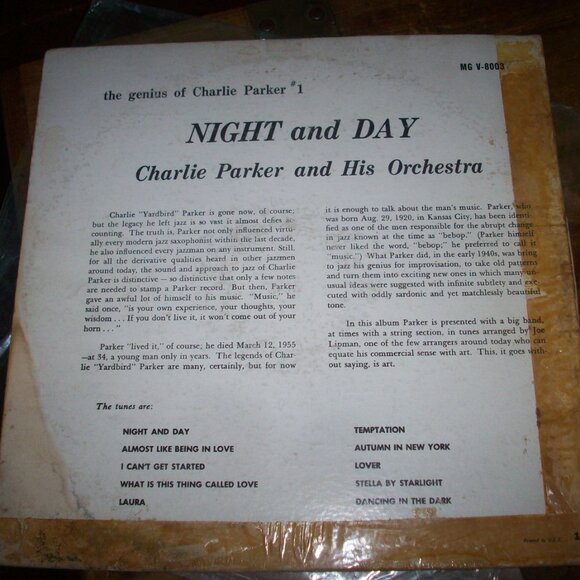 MG V-8003
the genius of Charlie Parker #1
NIGHT and DAY
Charlie Parker and His Orchestra
Charlie "Yardbird" Parker is gone now, of course;
but the legacy he left jazz is so vast it almost defies ac-
counting. The truth is, Parker not only influenced virtu-
ally every modern jazz saxophonist within the last decade,
he also influenced every jazzman on any instrument. Still,
for all the derivative qualities heard in other jazzmen
around today, the sound and approach to jazz of Charlie
Parker is distinctive — so distinctive that only a few notes
are needed to stamp a Parker record. But then, Parker
gave an awful lot of himself to his music. "Music," he
said once, "is your own experience, your thoughts, your
wisdom . . . If you don't live it, it won't come out of your
horn . . ."
Parker "lived it," of course; he died March 12, 1955
—at 34, a young man only in years. The legends of Char-
lie "Yardbird" Parker are many, certainly, but for now
it is enough to talk about the man's music. Parker, who
was born Aug. 29, 1920, in Kansas City, has been identi-
fied as one of the men responsible for the abrupt change
in jazz known at the time as "bebop." (Parker himself
never liked the word, "bebop;" he preferred to call it
"music.") What Parker did, in the early 1940s, was bring
to jazz his genius for improvisation, to take old patterns
and turn them into exciting new ones in which many un-
usual ideas were suggested with infinite subtlety and exe-
cuted with oddly sardonic and yet matchlessly beautiful
tone.
In this album Parker is presented with a big band,
at times with a string section, in tunes arranged by Joe
Lipman, one of the few arrangers around today who can
equate his commercial sense with art. This, it goes with-
out saying, is art.
The tunes are:
NIGHT AND DAY
ALMOST LIKE BEING IN LOVE
I CAN'T GET STARTED
WHAT IS THIS THING CALLED LOVE
LAURA
TEMPTATION
AUTUMN IN NEW YORK
LOVER
STELLA BY STARLIGHT
DANCING IN THE DARK
Printed in U.S.A.
1